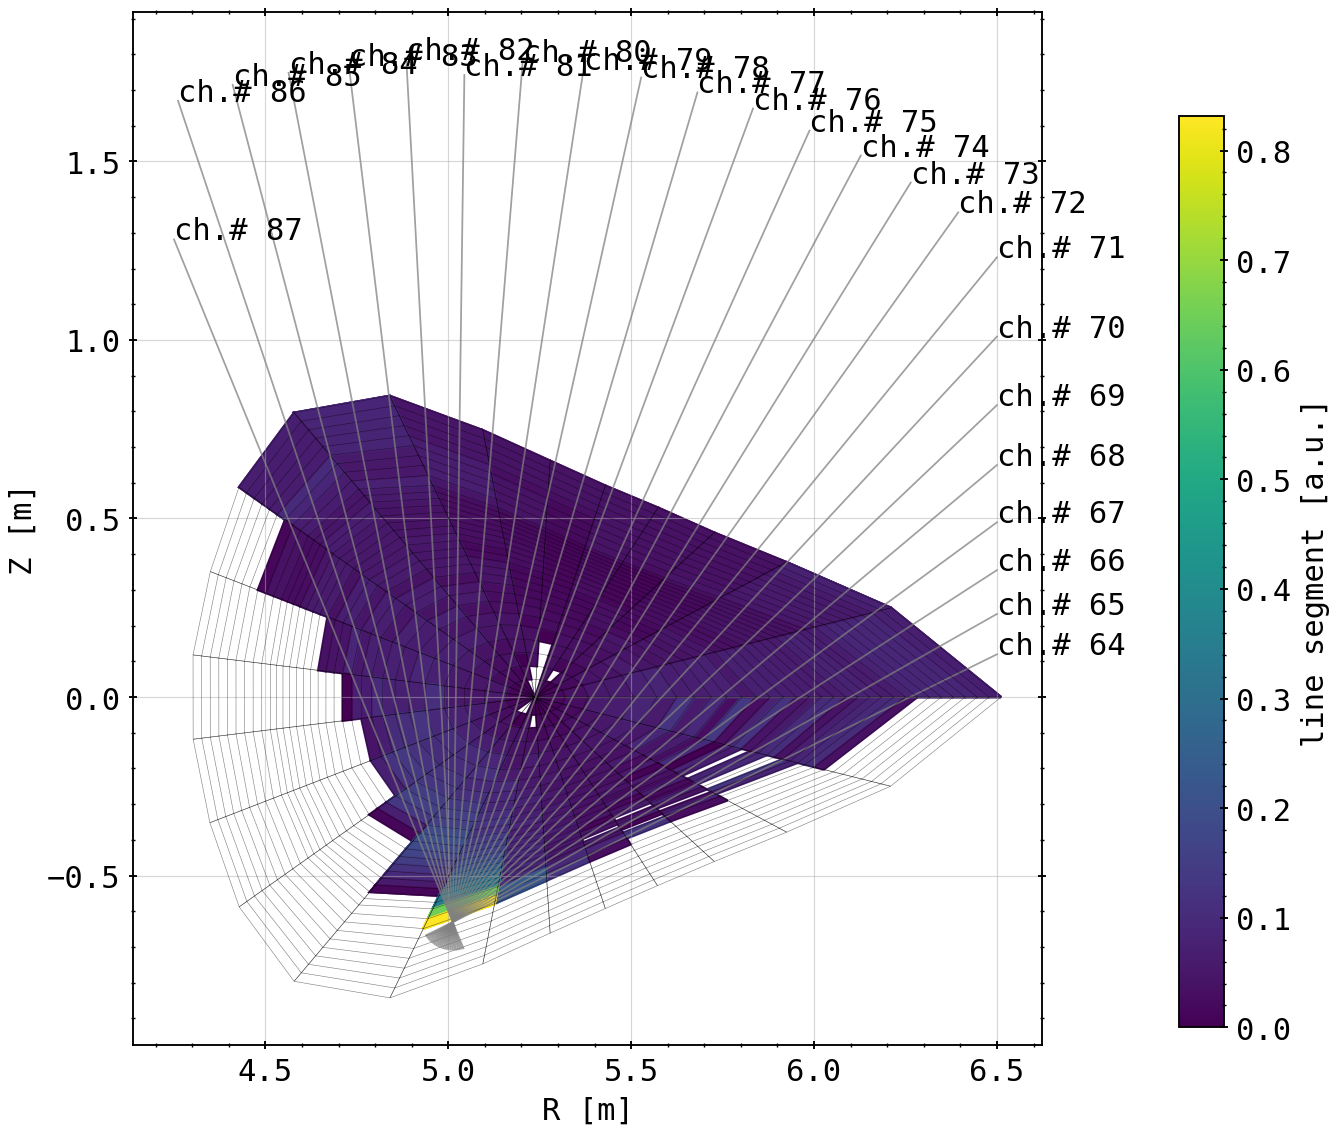 ch.# 82
ch.# 80
ch.# 83
ch.# 79
ch.# 84
ch.# 81
ch.# 78
ch.# 85
ch.# 77
ch.# 86
ch.# 76
ch.# 75
ch.# 74
ch.# 73
ch.# 72
ch.# 87
ch.# 71
ch.# 70
ch.# 69
ch.# 68
ch.# 67
ch.# 66
ch.# 65
ch.# 64
1.5
1.0
0.5
0.0
−0.5
Z [m]
4.5 5.0 5.5 6.0 6.5
R [m]
0.8
0.7
0.6
0.5
0.4
0.3
0.2
0.1
0.0
line segment [a.u.]